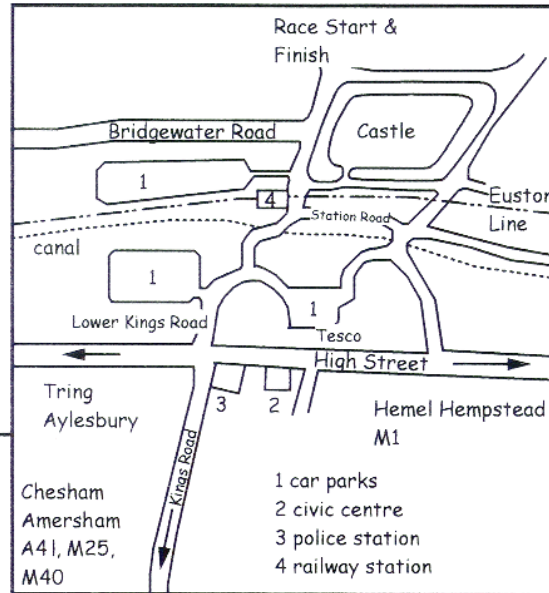 Race Start &
Finish
Bridgewater Road
Castle
1
4
Euston
Line
Station Road
canal
1
1
Lower Kings Road
Tesco
High Street
Tring
Aylesbury
3
2
Hemel Hempstead
M1
Kings Road
Chesham
Amersham
A41, M25,
M40
1 car parks
2 civic centre
3 police station
4 railway station